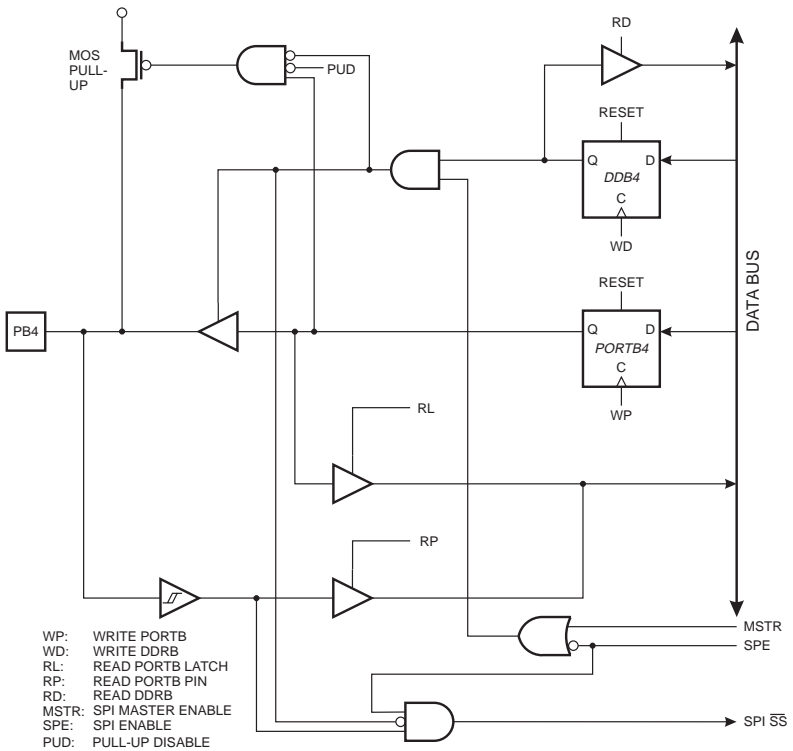 RD
MOS
PULL-
UP
PUD
RESET
Q D
DDB4
C
WD
RESET
DATA BUS
PB4
Q D
PORTB4
C
WP
RL
RP
MSTR
SPE
WP: WRITE PORTB
WD: WRITE DDRB
RL: READ PORTB LATCH
RP: READ PORTB PIN
RD: READ DDRB
MSTR: SPI MASTER ENABLE
SPE: SPI ENABLE
PUD: PULL-UP DISABLE
SPI S̅S̅